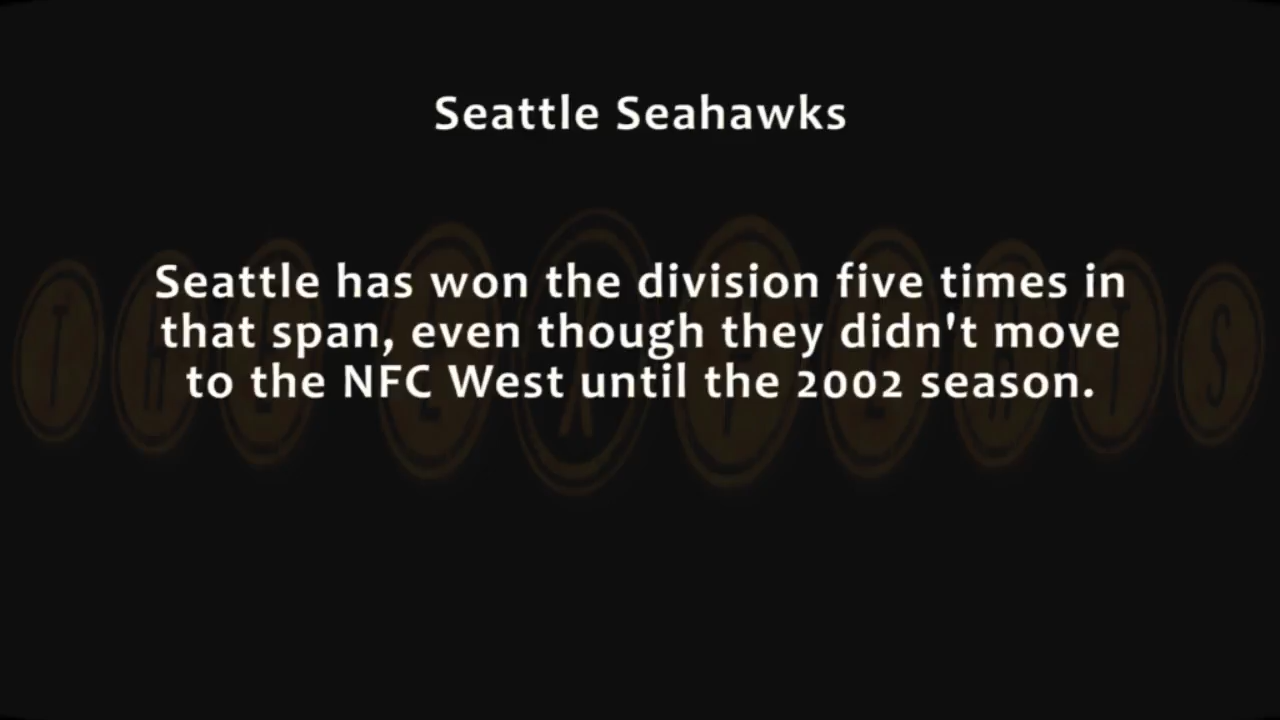 Seattle Seahawks
Seattle has won the division five times in
that span, even though they didn't move
to the NFC West until the 2002 season.